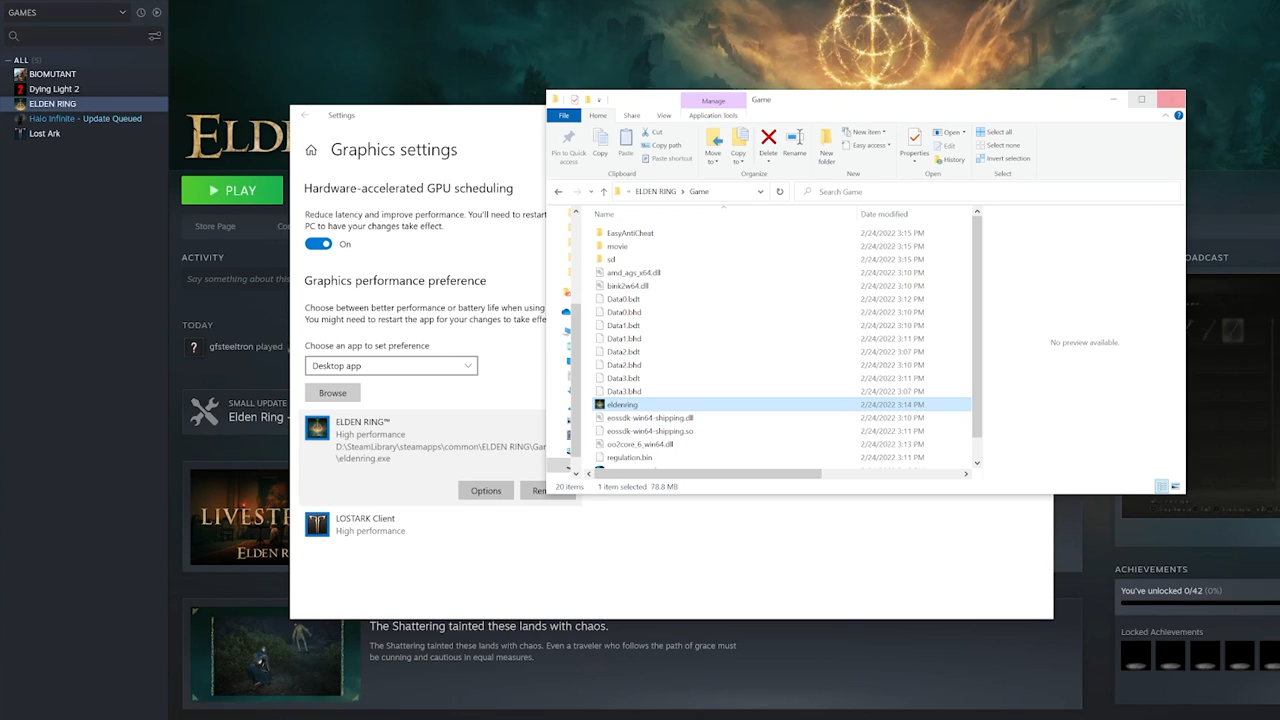 GAMES
ALL (5)
BIOMUTANT
Dying Light 2
ELDEN RING
Halo Infinite - Update Queued
Lost Ark
ELD
PLAY
Store Page
ACTIVITY
Say something about this
TODAY
gfsteeltron played
?
SMALL UPDATE
Elden Ring -
LIVEST
ELDEN R
The Shattering tainted these lands with chaos.
The Shattering tainted these lands with chaos. Even a traveler who follows the path of grace must
be cunning and cautious in equal measures.
Settings
Graphics settings
Hardware-accelerated GPU scheduling
Reduce latency and improve performance. You'll need to restart
PC to have your changes take effect.
On
Graphics performance preference
Choose between better performance or battery life when using
You might need to restart the app for your changes to take effe
Choose an app to set preference
Desktop app
Browse
ELDEN RING™
High performance
D:\SteamLibrary\steamapps\common\ELDEN RING\Ga
\eldenring.exe
Options
Rem
LOSTARK Client
High performance
Manage
Game
File
Home
Share
View
Application Tools
Pin to Quick
access
Copy
Paste
Cut
Copy path
Paste shortcut
Clipboard
Move
to
Copy
to
Delete
Rename
Organize
New
folder
New item
Easy access
New
Properties
Open
Edit
History
Open
Select all
Select none
Invert selection
Select
ELDEN RING
Game
Search Game
Name
Date modified
EasyAntiCheat 2/24/2022 3:15 PM
movie 2/24/2022 3:15 PM
sd 2/24/2022 3:15 PM
amd_ags_x64.dll 2/24/2022 3:10 PM
bink2w64.dll 2/24/2022 3:10 PM
Data0.bdt 2/24/2022 3:12 PM
Data0.bhd 2/24/2022 3:10 PM
Data1.bdt 2/24/2022 3:10 PM
Data1.bhd 2/24/2022 3:11 PM
Data2.bdt 2/24/2022 3:07 PM
Data2.bhd 2/24/2022 3:10 PM
Data3.bdt 2/24/2022 3:11 PM
Data3.bhd 2/24/2022 3:07 PM
eldenring 2/24/2022 3:14 PM
eossdk-win64-shipping.dll 2/24/2022 3:10 PM
eossdk-win64-shipping.so 2/24/2022 3:11 PM
oo2core_6_win64.dll 2/24/2022 3:13 PM
regulation.bin 2/24/2022 3:11 PM
No preview available.
20 items
1 item selected 78.8 MB
OADCAST
ACHIEVEMENTS
You've unlocked 0/42 (0%)
Locked Achievements